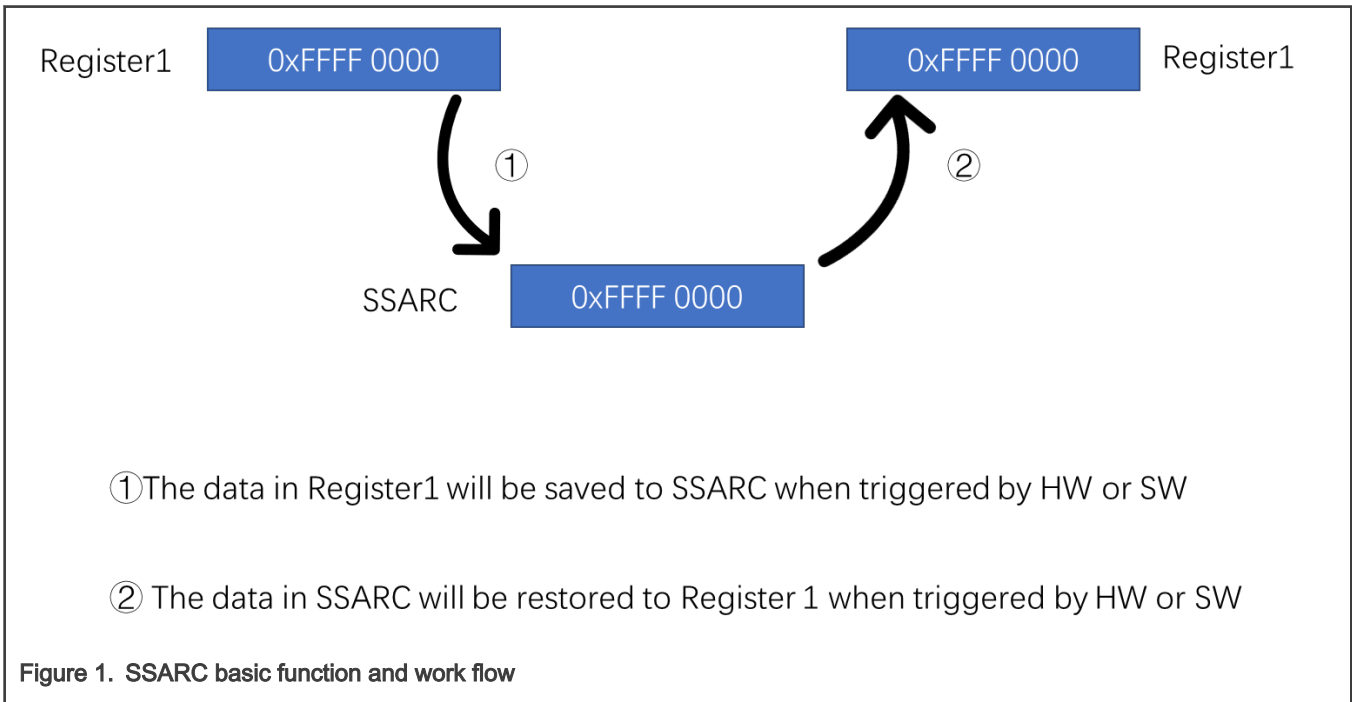 Register1
0xFFFF 0000
0xFFFF 0000
Register1
①
②
SSARC
0xFFFF 0000
①The data in Register1 will be saved to SSARC when triggered by HW or SW
② The data in SSARC will be restored to Register 1 when triggered by HW or SW
Figure 1. SSARC basic function and work flow